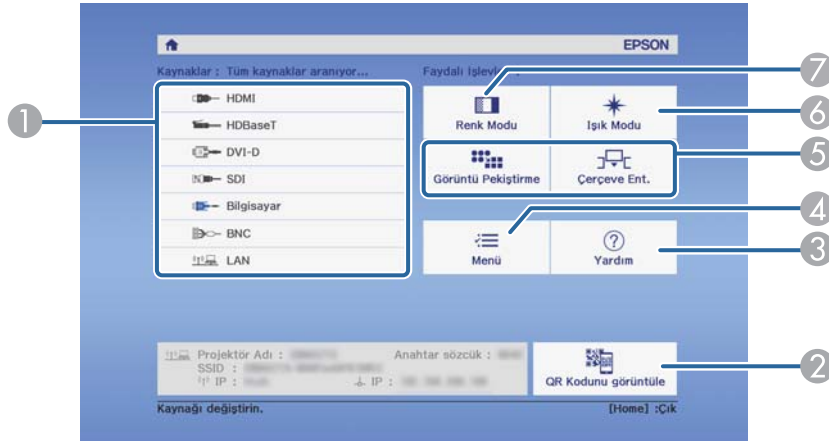 EPSON
Kaynaklar : Tüm kaynaklar aranıyor...
Faydalı
HDMI
HDBaseT
DVI-D
SDI
Bilgisayar
BNC
LAN
Renk Modu
Işık Modu
Görüntü Pekiştirme
Çerçeve Ent.
Menü
Yardım
Projektör Adı :
Anahtar sözcük :
SSID :
IP :
IP :
QR Kodunu görüntüle
Kaynağı değiştirin.
[Home] :Çık
1
7
6
5
4
3
2